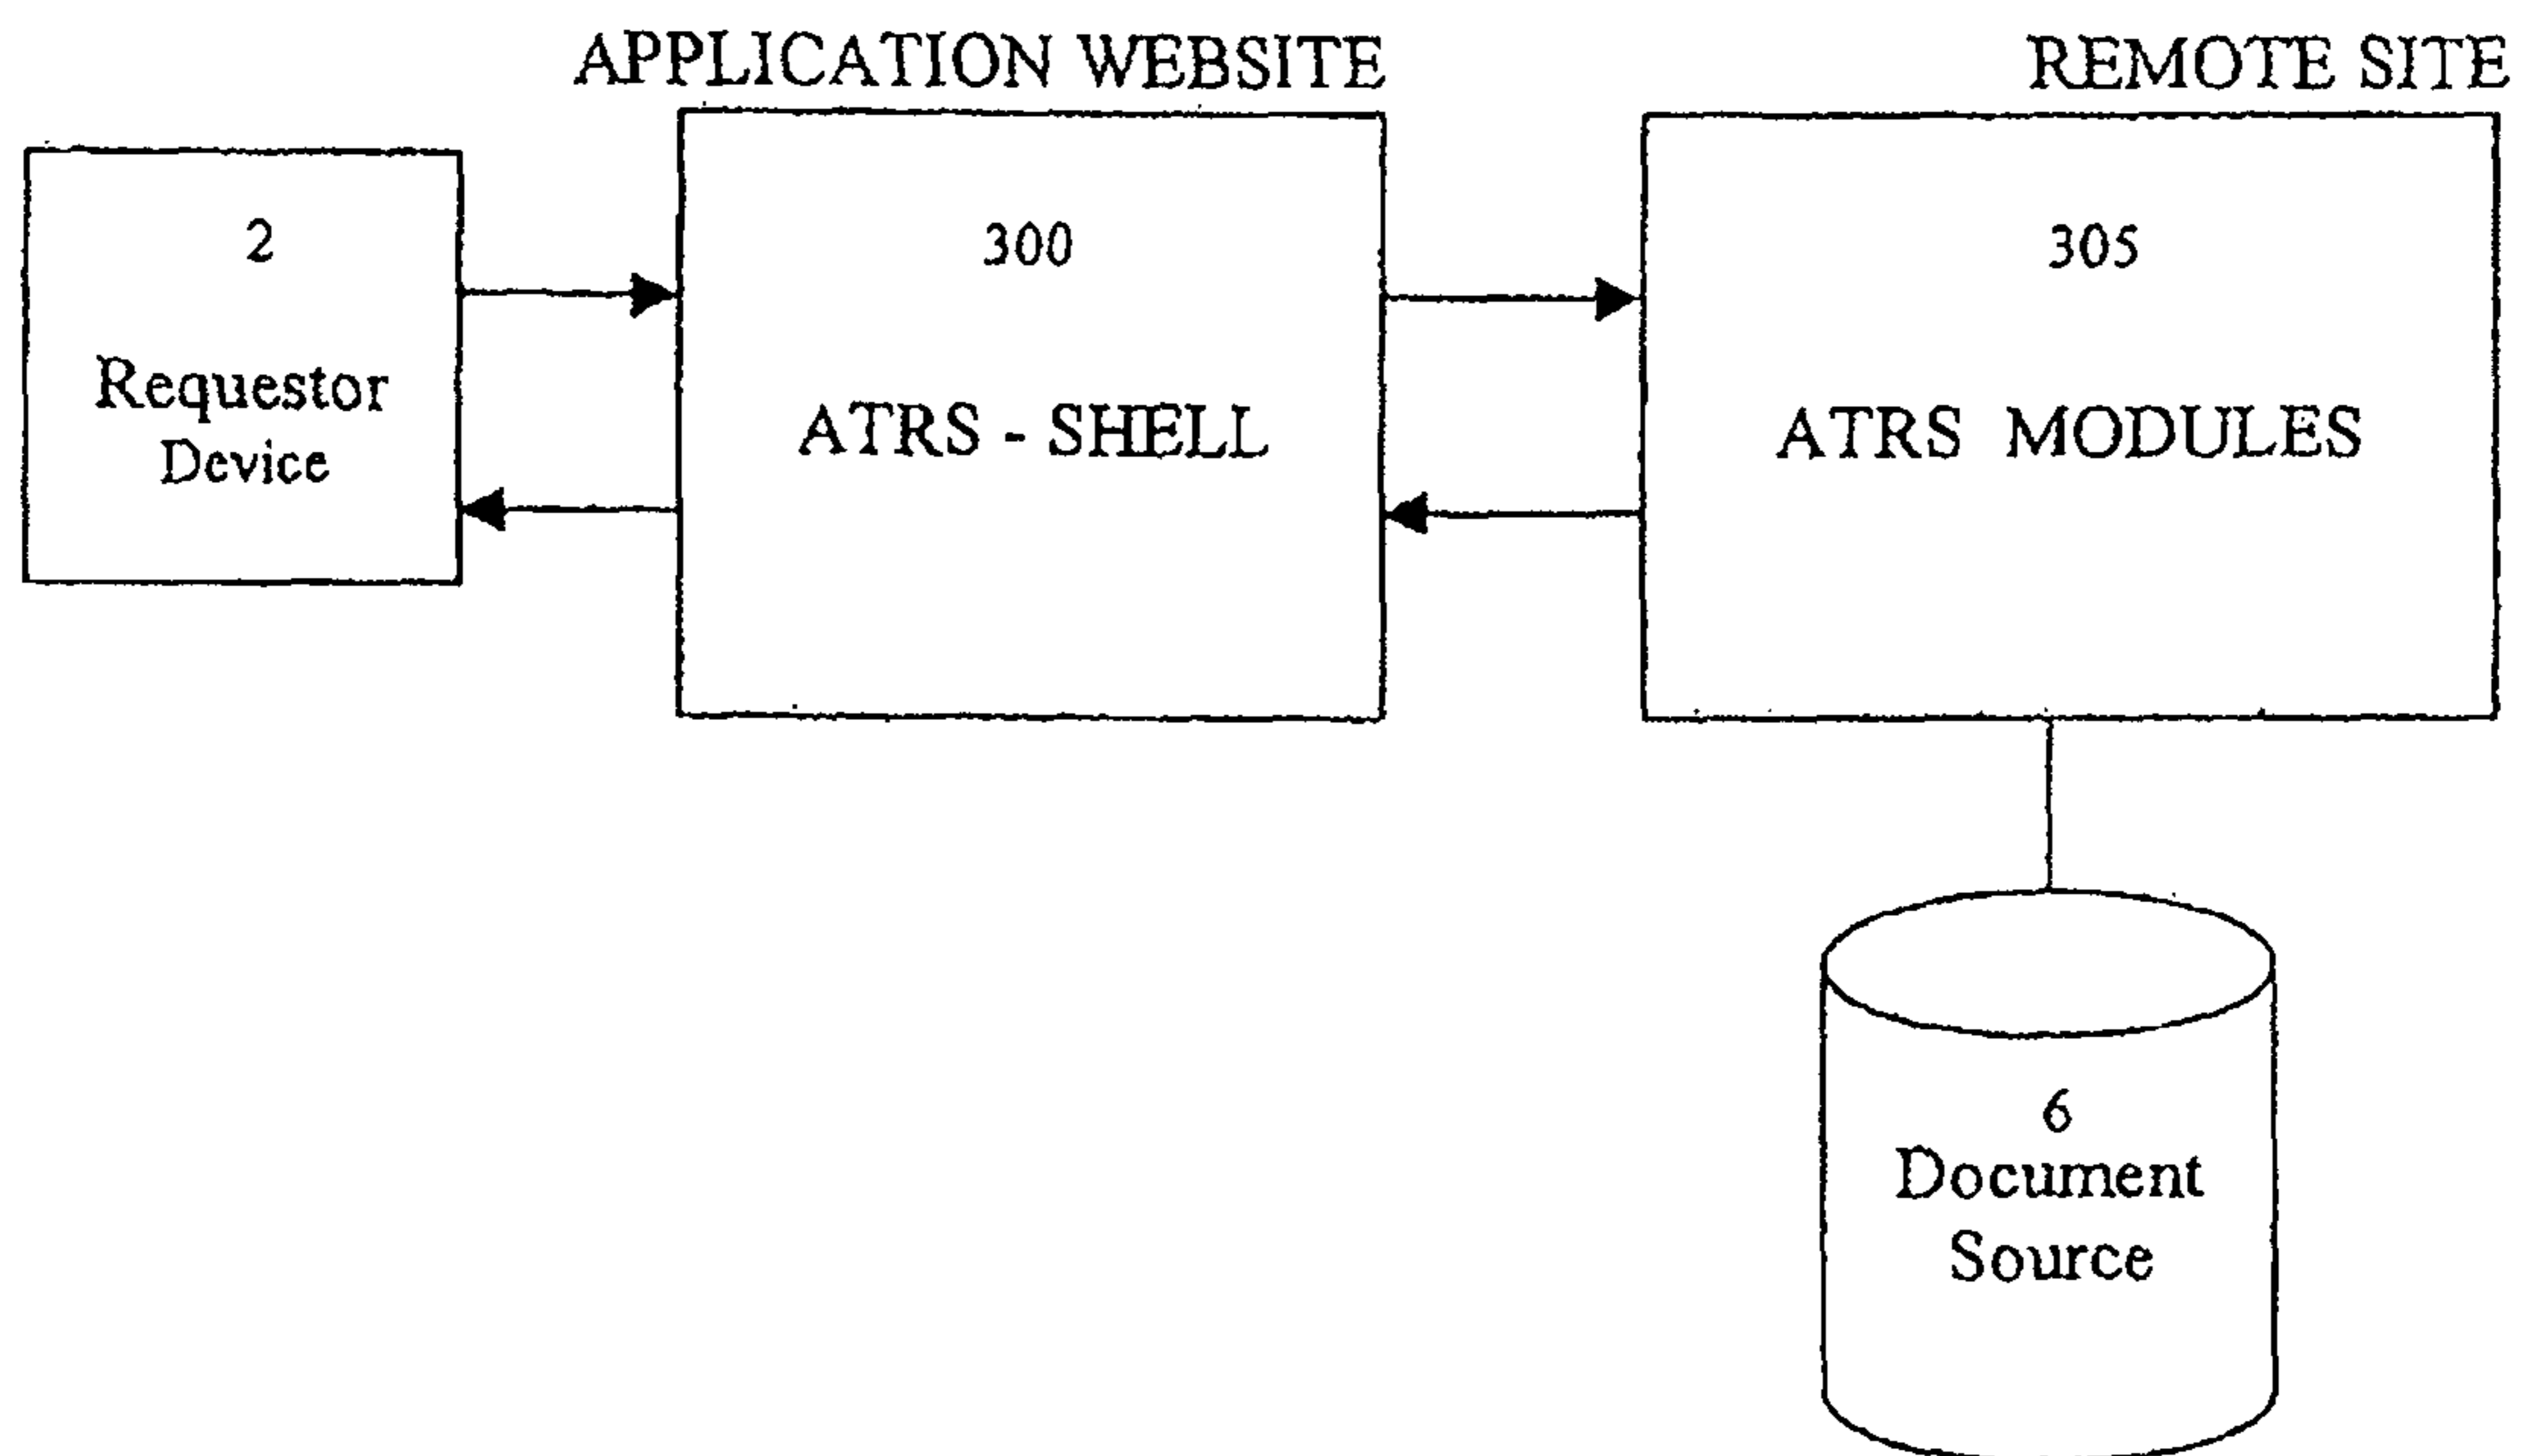 APPLICATION WEBSITE
REMOTE SITE
2
Requestor
Device
300
ATRS - SHELL
305
ATRS MODULES
6
Document
Source